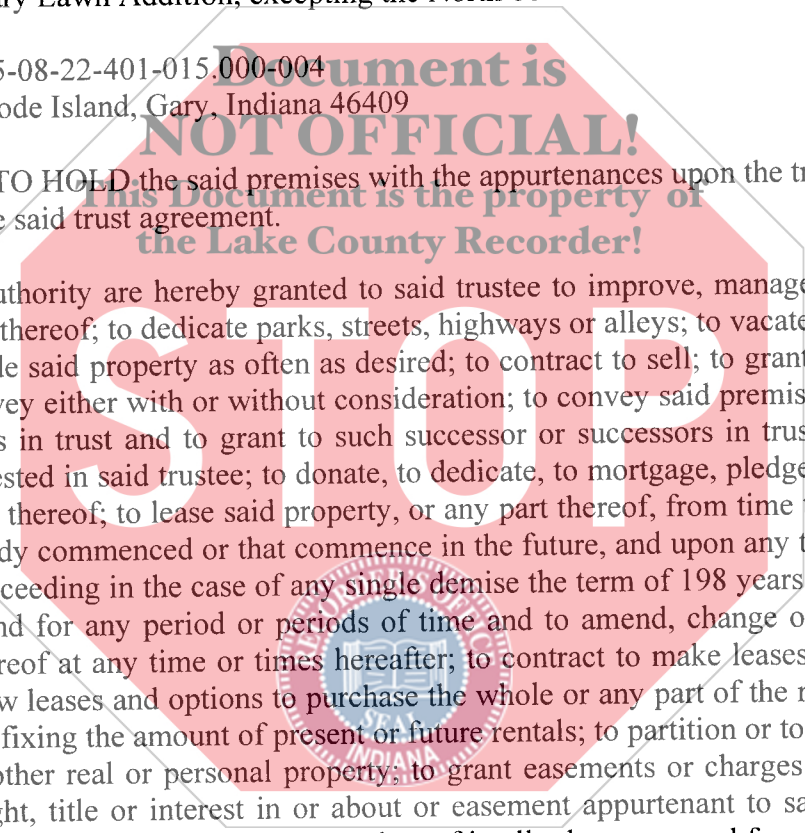 ry Lawn Addition, excepting the North
5-08-22-401-015.000-004
ode Island, Gary, Indiana 46409
Document is
NOT OFFICIAL!
This Document is the property of
the Lake County Recorder!
STOP
TO HOLD the said premises with the appurtenances upon the tr
e said trust agreement.
uthority are hereby granted to said trustee to improve, manage
thereof; to dedicate parks, streets, highways or alleys; to vacate
de said property as often as desired; to contract to sell; to grant
vey either with or without consideration; to convey said premis
s in trust and to grant to such successor or successors in trus
ested in said trustee; to donate, to dedicate, to mortgage, pledge
thereof; to lease said property, or any part thereof, from time
dy commenced or that commence in the future, and upon any t
ceeding in the case of any single demise the term of 198 years
nd for any period or periods of time and to amend, change o
reof at any time or times hereafter; to contract to make leases
w leases and options to purchase the whole or any part of the r
fixing the amount of present or future rentals; to partition or to
other real or personal property; to grant easements or charges
ght, title or interest in or about or easement appurtenant to sa
SEAL
INDIANA